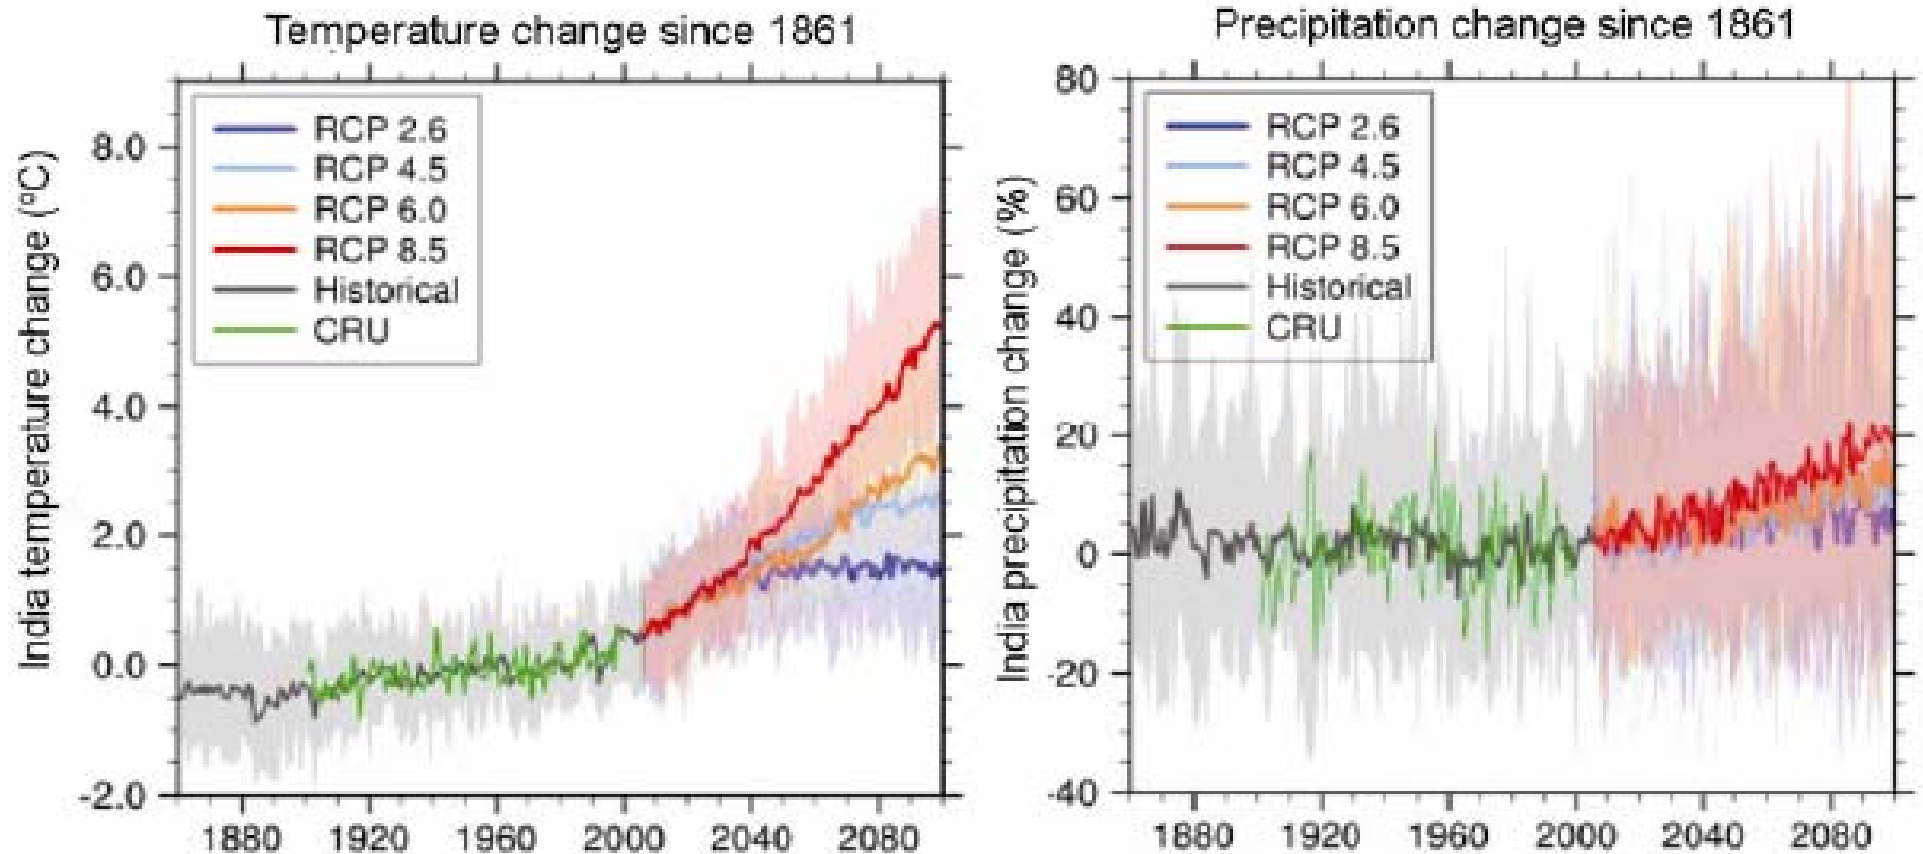 Temperature change since 1861
India temperature change (ºC)
8.0
6.0
4.0
2.0
0.0
-2.0
RCP 2.6
RCP 4.5
RCP 6.0
RCP 8.5
Historical
CRU
1880 1920 1960 2000 2040 2080
Precipitation change since 1861
India precipitation change (%)
80
60
40
20
0
-20
-40
RCP 2.6
RCP 4.5
RCP 6.0
RCP 8.5
Historical
CRU
1880 1920 1960 2000 2040 2080